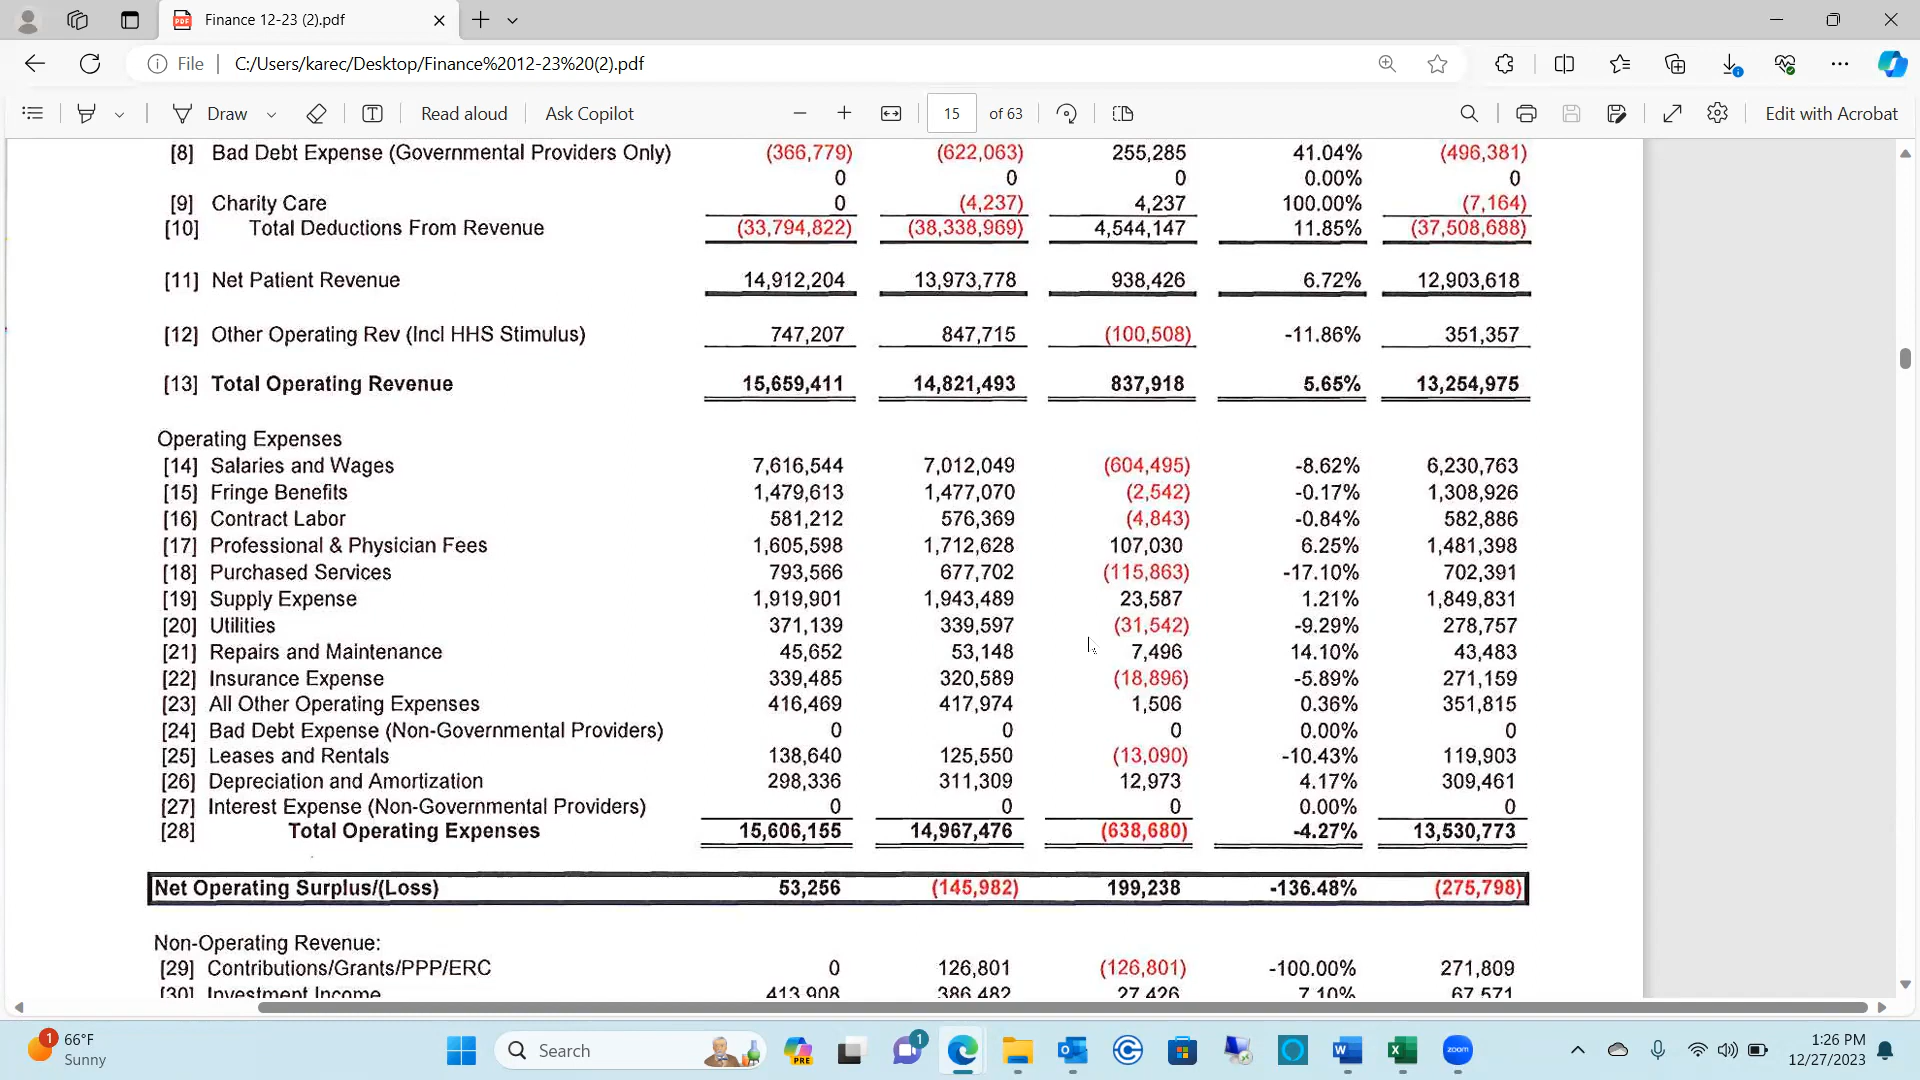 Finance 12-23 (2).pdf
File C:/Users/karec/Desktop/Finance%2012-23%20(2).pdf
Draw Read aloud Ask Copilot 15 of 63 Edit with Acrobat
[8] Bad Debt Expense (Governmental Providers Only) (366,779) (622,063) 255,285 41.04% (496,381)
0 0 0 0.00% 0
[9] Charity Care 0 (4,237) 4,237 100.00% (7,164)
[10] Total Deductions From Revenue (33,794,822) (38,338,969) 4,544,147 11.85% (37,508,688)
[11] Net Patient Revenue 14,912,204 13,973,778 938,426 6.72% 12,903,618
[12] Other Operating Rev (Incl HHS Stimulus) 747,207 847,715 (100,508) -11.86% 351,357
[13] Total Operating Revenue 15,659,411 14,821,493 837,918 5.65% 13,254,975
Operating Expenses
[14] Salaries and Wages 7,616,544 7,012,049 (604,495) -8.62% 6,230,763
[15] Fringe Benefits 1,479,613 1,477,070 (2,542) -0.17% 1,308,926
[16] Contract Labor 581,212 576,369 (4,843) -0.84% 582,886
[17] Professional & Physician Fees 1,605,598 1,712,628 107,030 6.25% 1,481,398
[18] Purchased Services 793,566 677,702 (115,863) -17.10% 702,391
[19] Supply Expense 1,919,901 1,943,489 23,587 1.21% 1,849,831
[20] Utilities 371,139 339,597 (31,542) -9.29% 278,757
[21] Repairs and Maintenance 45,652 53,148 7,496 14.10% 43,483
[22] Insurance Expense 339,485 320,589 (18,896) -5.89% 271,159
[23] All Other Operating Expenses 416,469 417,974 1,506 0.36% 351,815
[24] Bad Debt Expense (Non-Governmental Providers) 0 0 0 0.00% 0
[25] Leases and Rentals 138,640 125,550 (13,090) -10.43% 119,903
[26] Depreciation and Amortization 298,336 311,309 12,973 4.17% 309,461
[27] Interest Expense (Non-Governmental Providers) 0 0 0 0.00% 0
[28] Total Operating Expenses 15,606,155 14,967,476 (638,680) -4.27% 13,530,773
Net Operating Surplus/(Loss) 53,256 (145,982) 199,238 -136.48% (275,798)
Non-Operating Revenue:
[29] Contributions/Grants/PPP/ERC 0 126,801 (126,801) -100.00% 271,809
[30] Investment Income 413,908 386,482 27,426 7.10% 67,571
1 66°F
Sunny
Search
PRE
1
zoom
1:26 PM
12/27/2023